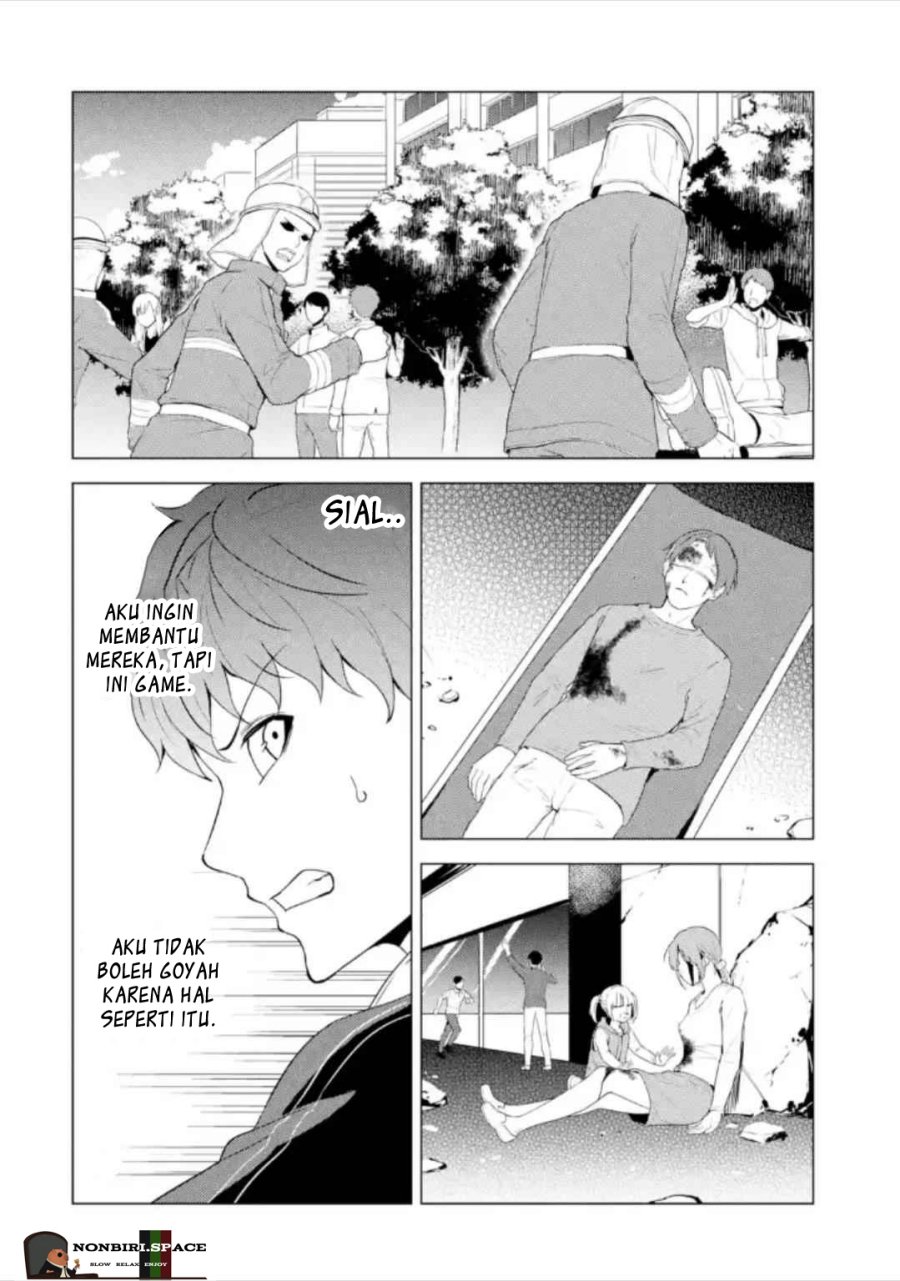 SIAL..
AKU INGIN
MEMBANTU
MEREKA, TAPI
INI GAME.
AKU TIDAK
BOLEH GOYAH
KARENA HAL
SEPERTI ITU.
NONBIRI.SPACE
SLOW RELAX ENJOY